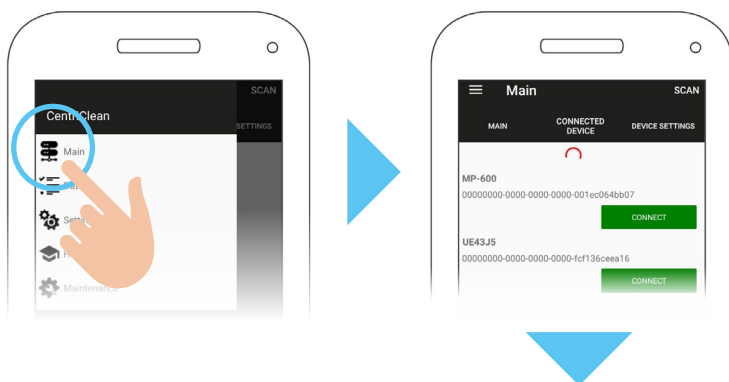 SCAN
CentriClean
SETTINGS
Main
Maintenance
Main
SCAN
MAIN
CONNECTED
DEVICE
DEVICE SETTINGS
MP-600
00000000-0000-0000-0000-001ec064bb07
CONNECT
UE43J5
00000000-0000-0000-0000-fcf136ceea16
CONNECT